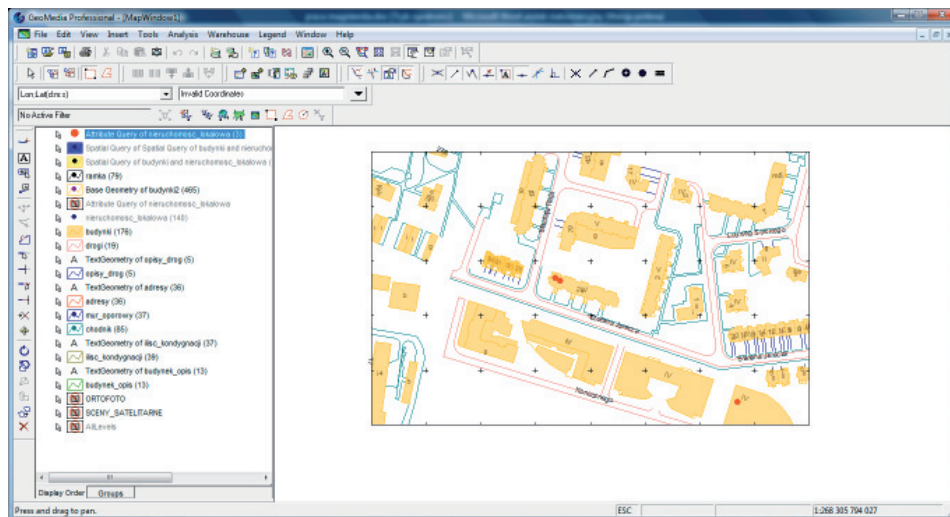 GeoMedia Professional - [MapWindow1]
File Edit View Insert Tools Analysis Warehouse Legend Window Help
Lon,Lat(dms) Invalid Coordinates
No Active Filter
Attribute Query of nieruchomosc_lokalowa (3)
Spatial Query of Spatial Query of budynki and nierucho
Spatial Query of budynki and nieruchomosc_lokalowa (
ramka (79)
Base Geometry of budynki2 (465)
Attribute Query of nieruchomosc_lokalowa
nieruchomosc_lokalowa (140)
budynki (176)
drogi (19)
TextGeometry of opisy_drog (5)
opisy_drog (5)
TextGeometry of adresy (36)
adresy (36)
mur_oporowy (37)
chodnik (85)
TextGeometry of ilisc_kondygnacji (37)
ilisc_kondygnacji (39)
TextGeometry of budynek_opis (13)
budynek_opis (13)
ORTOFOTO
SCENY_SATELITARNE
AllLevels
Display Order Groups
Press and drag to pan.
ESC
1:268 305 794 027